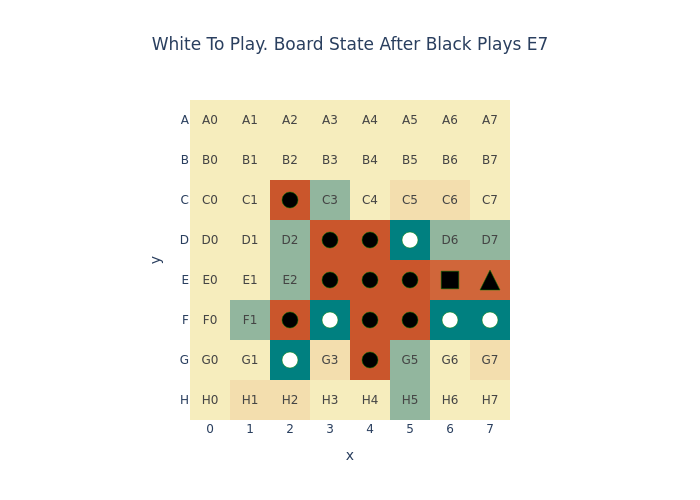 White To Play. Board State After Black Plays E7
A A0 A1 A2 A3 A4 A5 A6 A7
B B0 B1 B2 B3 B4 B5 B6 B7
C C0 C1 C3 C4 C5 C6 C7
D D0 D1 D2 D6 D7
y
E E0 E1 E2
F F0 F1
G G0 G1 G3 G5 G6 G7
H H0 H1 H2 H3 H4 H5 H6 H7
0 1 2 3 4 5 6 7
x